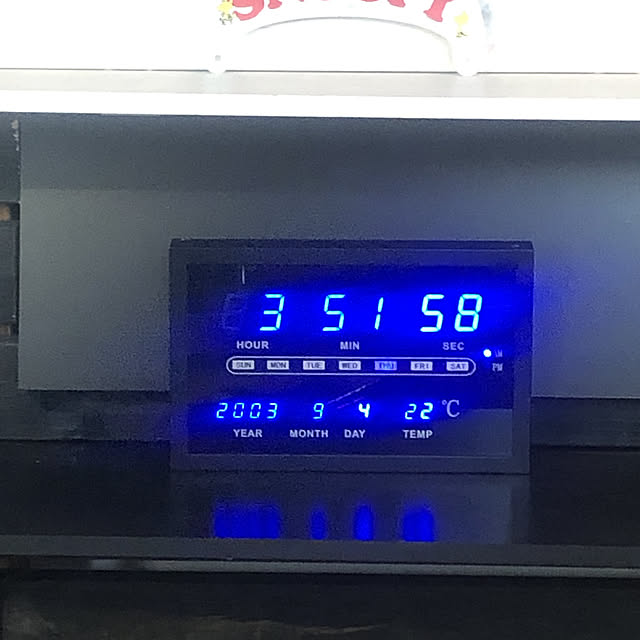 SNOOPY
3 51 58
HOUR MIN SEC
SUN MON TUE WED THU FRI SAT
AM
PM
2003 9 4 22 °C
YEAR MONTH DAY TEMP